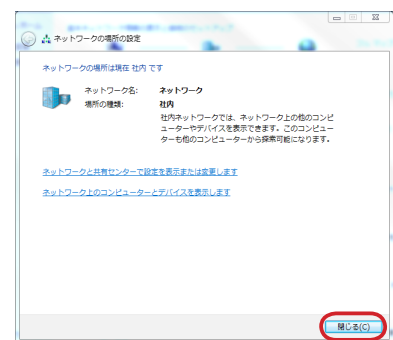 ネットワークの場所の設定
ネットワークの場所は現在 社内 です
ネットワーク名: ネットワーク
場所の種類: 社内
社内ネットワークでは、ネットワーク上の他のコンピ
ューターやデバイスを表示できます。このコンピュー
ターも他のコンピューターから探索可能になります。
ネットワークと共有センターで設定を表示または変更します
ネットワーク上のコンピューターとデバイスを表示します
閉じる(C)